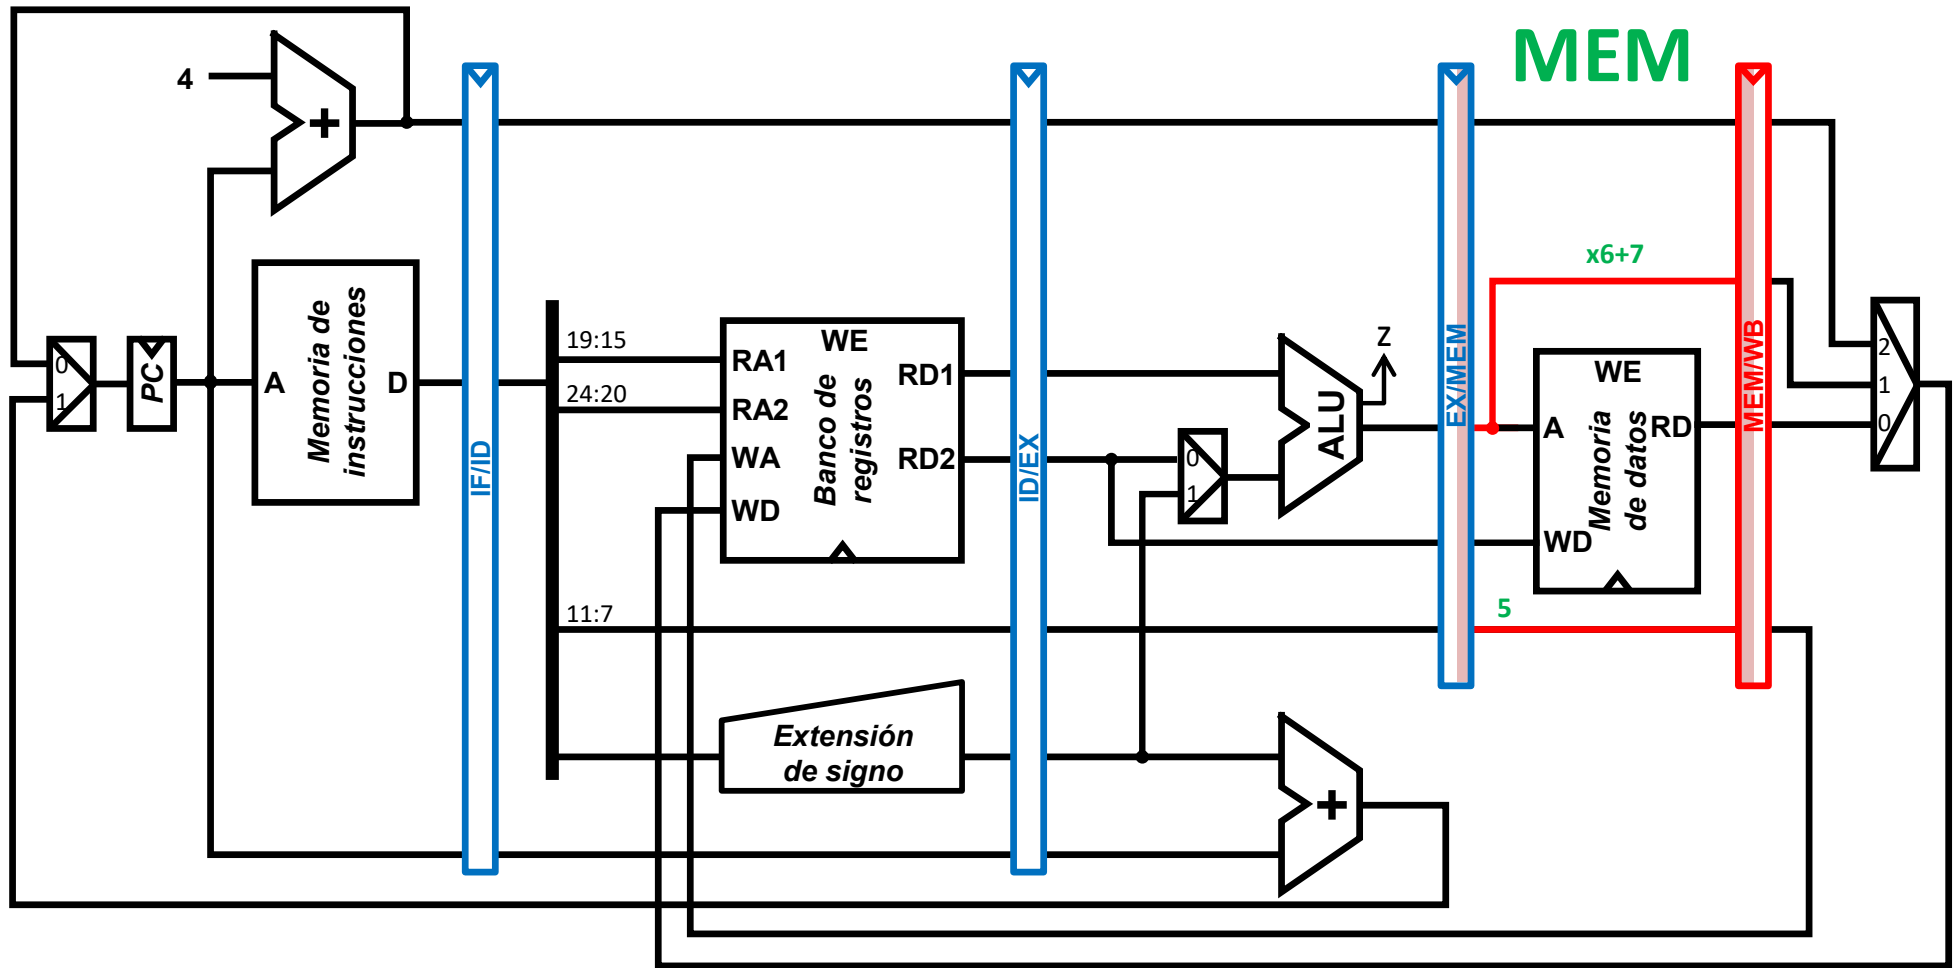 MEM
4
+
IF/ID
ID/EX
EX/MEM
MEM/WB
x6+7
0
1
PC
A
D
Memoria de
instrucciones
19:15
24:20
11:7
WE
RA1
RA2
WA
WD
RD1
RD2
Banco de
registros
0
1
ALU
Z
WE
A
RD
WD
Memoria
de datos
5
2
1
0
Extensión
de signo
+